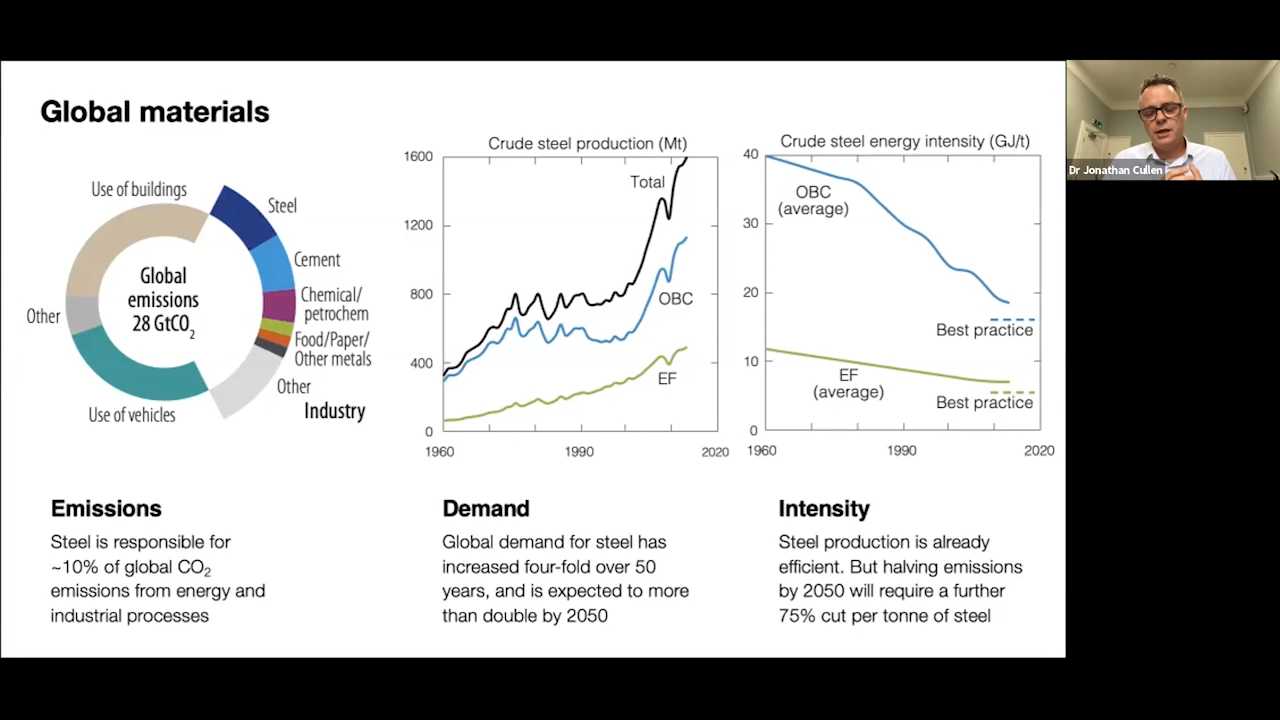 Global materials
Use of buildings
Steel
Cement
Chemical/
petrochem
Food/Paper/
Other metals
Other
Industry
Use of vehicles
Other
Global
emissions
28 GtCO2
Crude steel production (Mt)
1600
1200
800
400
0
1960
1990
2020
Total
OBC
EF
Crude steel energy intensity (GJ/t)
40
30
20
10
0
1960
1990
2020
OBC
(average)
Best practice
EF
(average)
Best practice
Emissions
Steel is responsible for
~10% of global CO2
emissions from energy and
industrial processes
Demand
Global demand for steel has
increased four-fold over 50
years, and is expected to more
than double by 2050
Intensity
Steel production is already
efficient. But halving emissions
by 2050 will require a further
75% cut per tonne of steel
Dr Jonathan Cullen